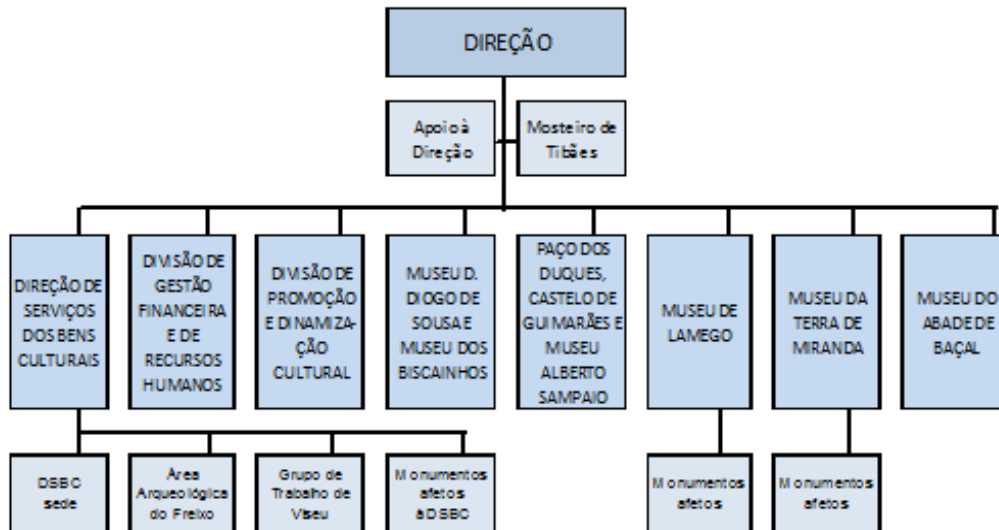 DIREÇÃO
Apoio à
Direção
Mosteiro de
Tibães
DIREÇÃO DE
SERVIÇOS
DOS BENS
CULTURAIS
DIVISÃO DE
GESTÃO
FINANCEIRA
E DE
RECURSOS
HUMANOS
DIVISÃO DE
PROMOÇÃO
E DINAMIZA-
ÇÃO
CULTURAL
MUSEU D.
DIOGO DE
SOUSA E
MUSEU DOS
BISCAINHOS
PAÇO DOS
DUQUES,
CASTELO DE
GUIMARÃES E
MUSEU
ALBERTO
SAMPAIO
MUSEU DE
LAMEGO
MUSEU DA
TERRA DE
MIRANDA
MUSEU DO
ABADE DE
BAÇAL
DSBC
sede
Área
Arqueológica
do Freixo
Grupo de
Trabalho de
Viseu
Monumentos
afetos
à DSBC
Monumentos
afetos
Monumentos
afetos